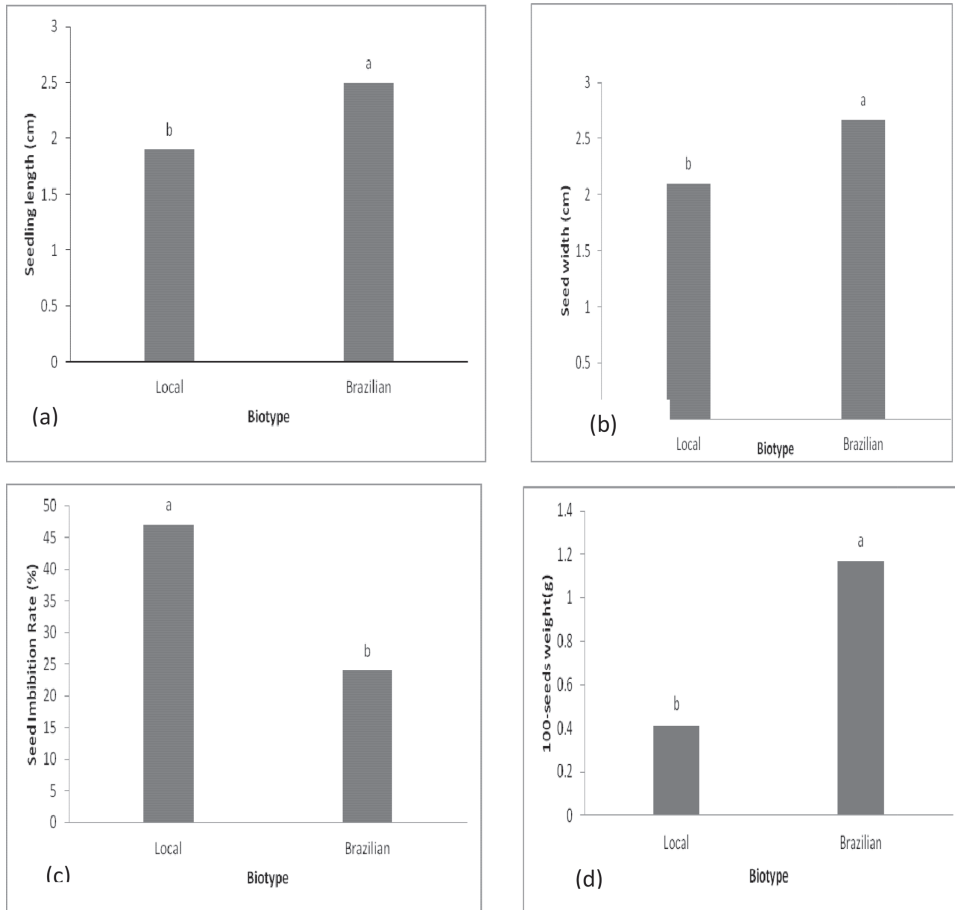 3
2.5
2
1.5
1
0.5
0
Seedling length (cm)
b
a
Local
Brazilian
Biotype
(a)
3
2.5
2
1.5
1
0.5
Seed width (cm)
b
a
Local
Brazilian
Biotype
(b)
50
45
40
35
30
25
20
15
10
5
0
Seed Imbibition Rate (%)
a
b
Local
Brazilian
Biotype
(c)
1.4
1.2
1
0.8
0.6
0.4
0.2
0
100-seeds weight(g)
b
a
Local
Brazilian
Biotype
(d)